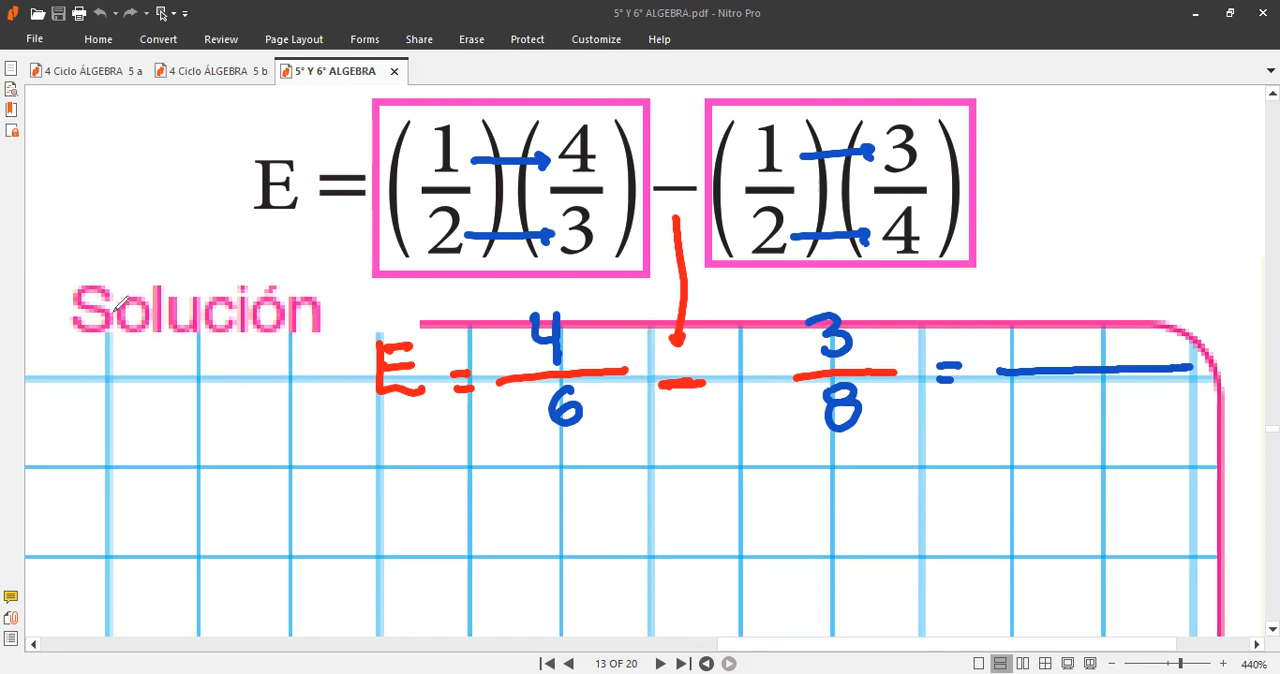 5° Y 6° ALGEBRA.pdf - Nitro Pro
File Home Convert Review Page Layout Forms Share Erase Protect Customize Help
4 Ciclo ÁLGEBRA 5 a 4 Ciclo ÁLGEBRA 5 b 5° Y 6° ALGEBRA
E = (1/2)(4/3) − (1/2)(3/4)
Solución
E = 4/6 − 3/8 =
13 OF 20
440%